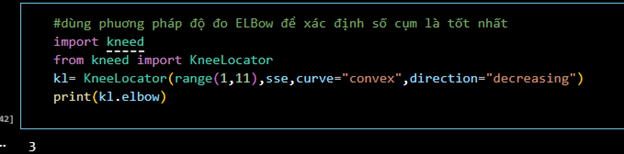 #dùng phuơng pháp độ đo ELBow để xác định số cụm là tốt nhất
import kneed
from kneed import KneeLocator
kl= KneeLocator(range(1,11),sse,curve="convex",direction="decreasing")
print(kl.elbow)
42]
3